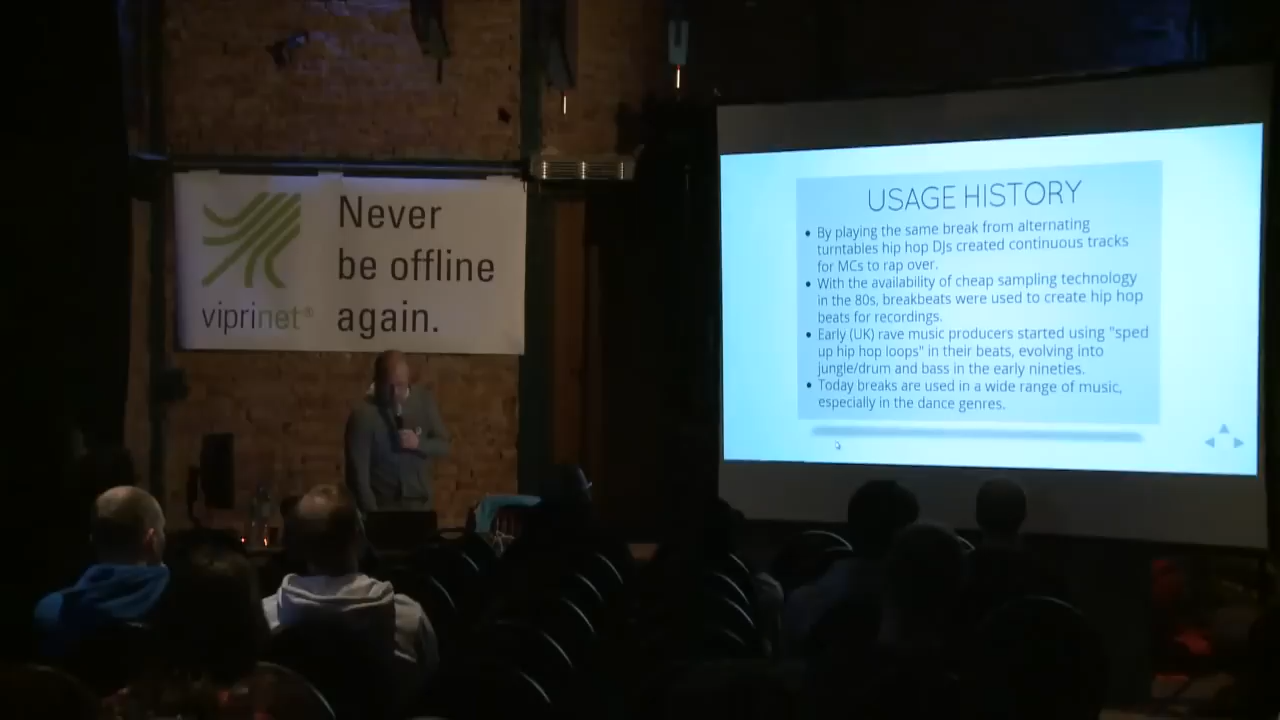 Never
be offline
again.
viprinet®
USAGE HISTORY
• By playing the same break from alternating
turntables hip hop DJs created continuous tracks
for MCs to rap over.
• With the availability of cheap sampling technology
in the 80s, breakbeats were used to create hip hop
beats for recordings.
• Early (UK) rave music producers started using "sped
up hip hop loops" in their beats, evolving into
jungle/drum and bass in the early nineties.
• Today breaks are used in a wide range of music,
especially in the dance genres.